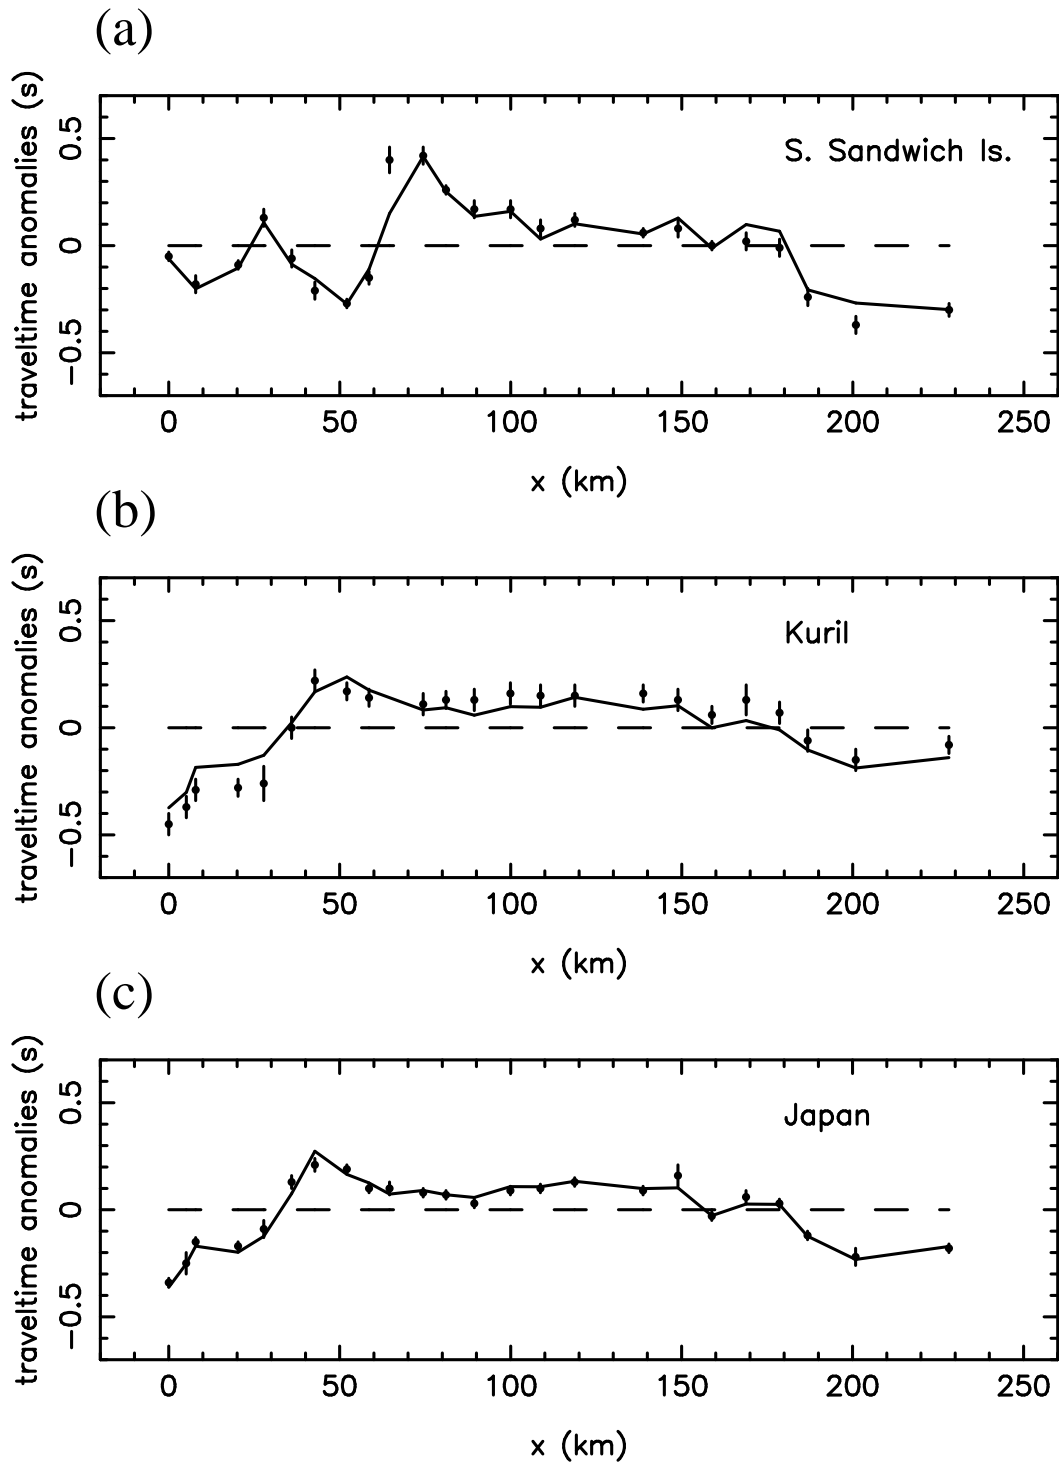 (a)
traveltime anomalies (s)
0.5
0
−0.5
S. Sandwich Is.
0 50 100 150 200 250
x (km)
(b)
traveltime anomalies (s)
0.5
0
−0.5
Kuril
0 50 100 150 200 250
x (km)
(c)
traveltime anomalies (s)
0.5
0
−0.5
Japan
0 50 100 150 200 250
x (km)